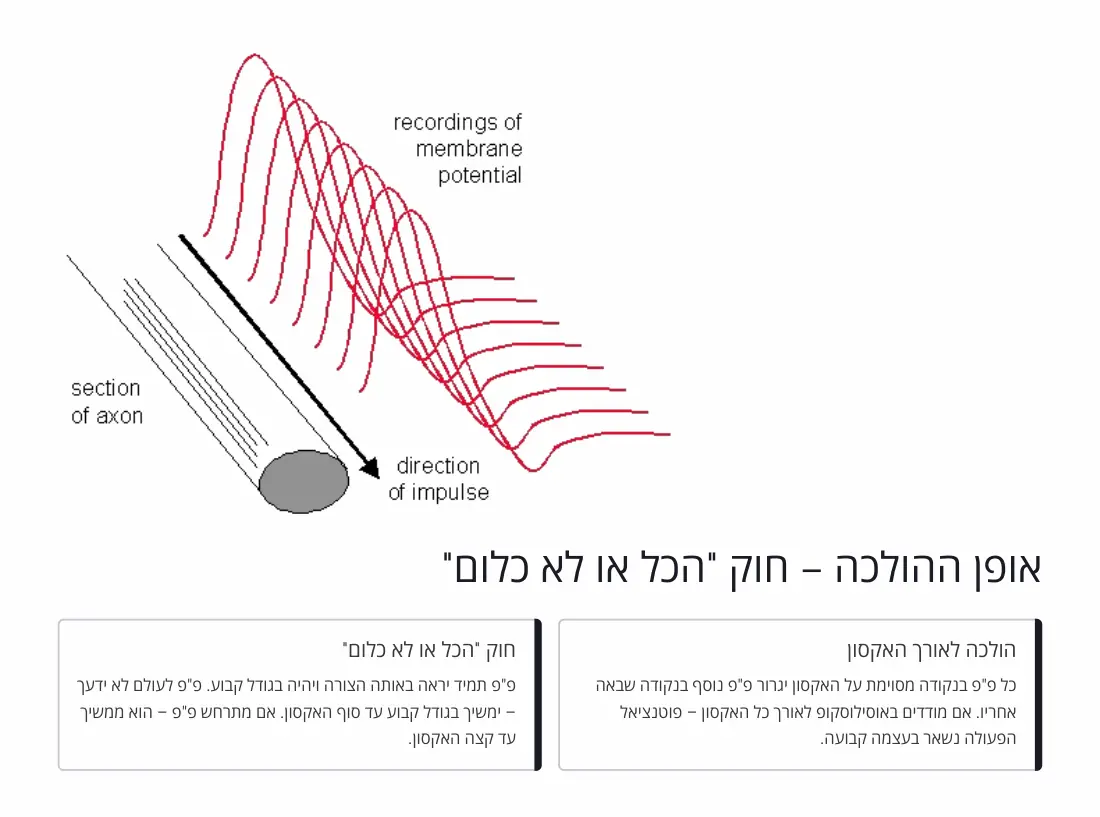 recordings of
membrane
potential
section
of axon
direction
of impulse
אופן ההולכה – חוק "הכל או לא כלום"
הולכה לאורך האקסון
כל פ"פ בנקודה מסוימת על האקסון יגרור פ"פ נוסף בנקודה שבאה
אחריו. אם מודדים באוסילוסקופ לאורך כל האקסון – פוטנציאל
הפעולה נשאר בעצמה קבועה.
חוק "הכל או לא כלום"
פ"פ תמיד יראה באותה הצורה ויהיה בגודל קבוע. פ"פ לעולם לא ידעך
– ימשיך בגודל קבוע עד סוף האקסון. אם מתרחש פ"פ – הוא ממשיך
עד קצה האקסון.